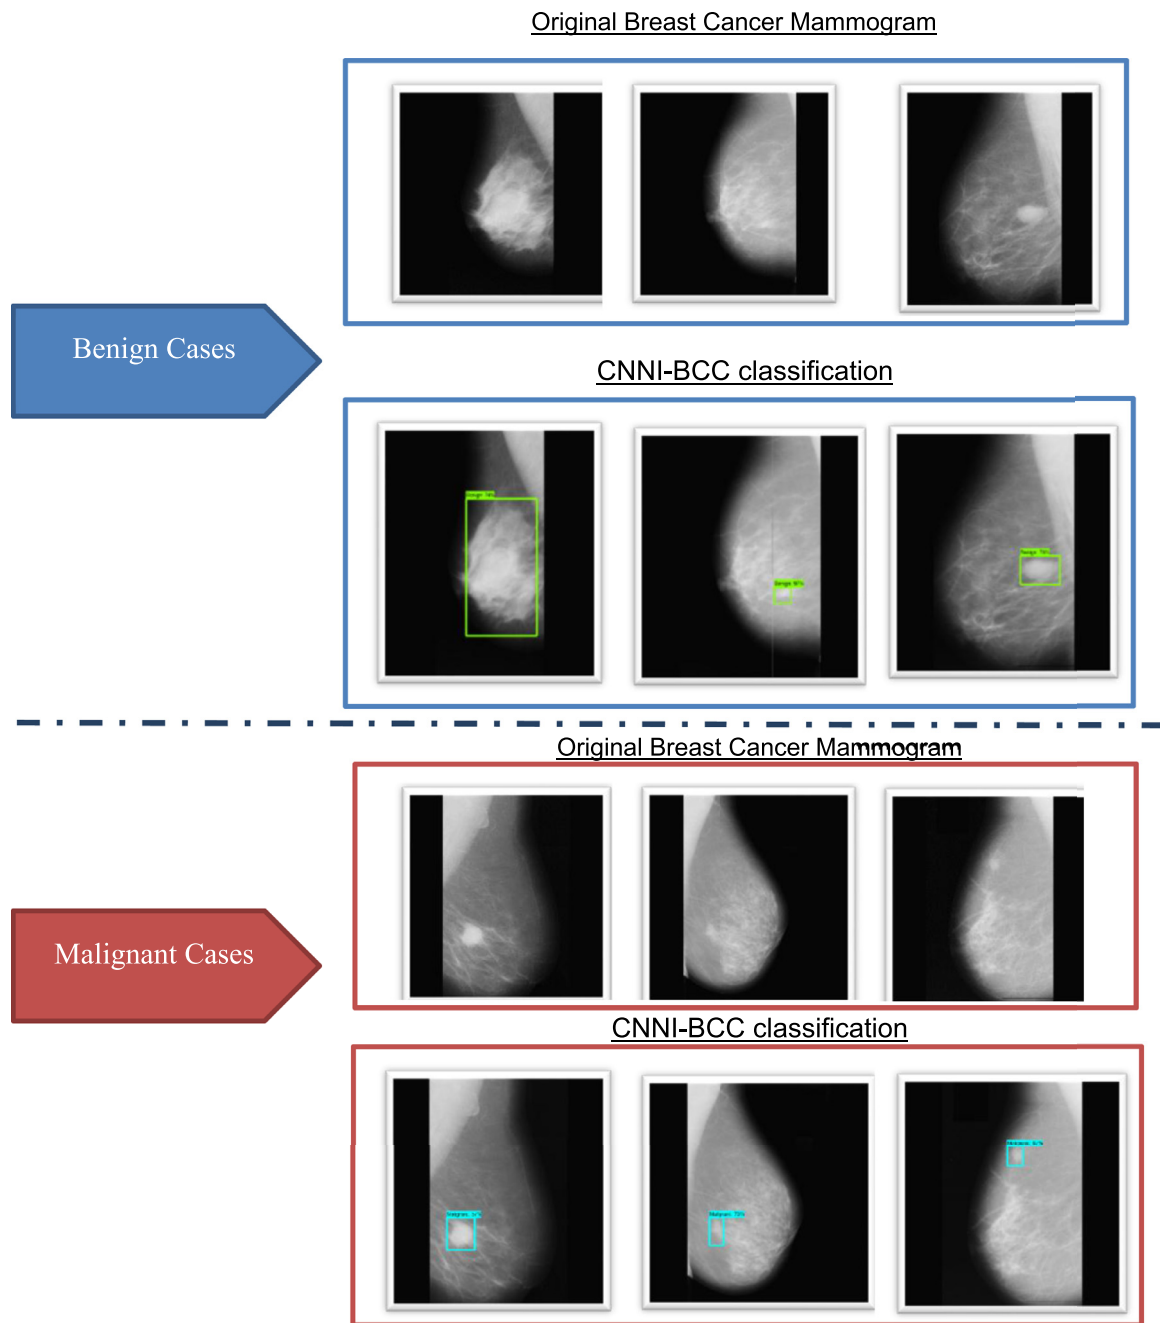 Original Breast Cancer Mammogram
Benign Cases
CNNI-BCC classification
Original Breast Cancer Mammogram
Malignant Cases
CNNI-BCC classification